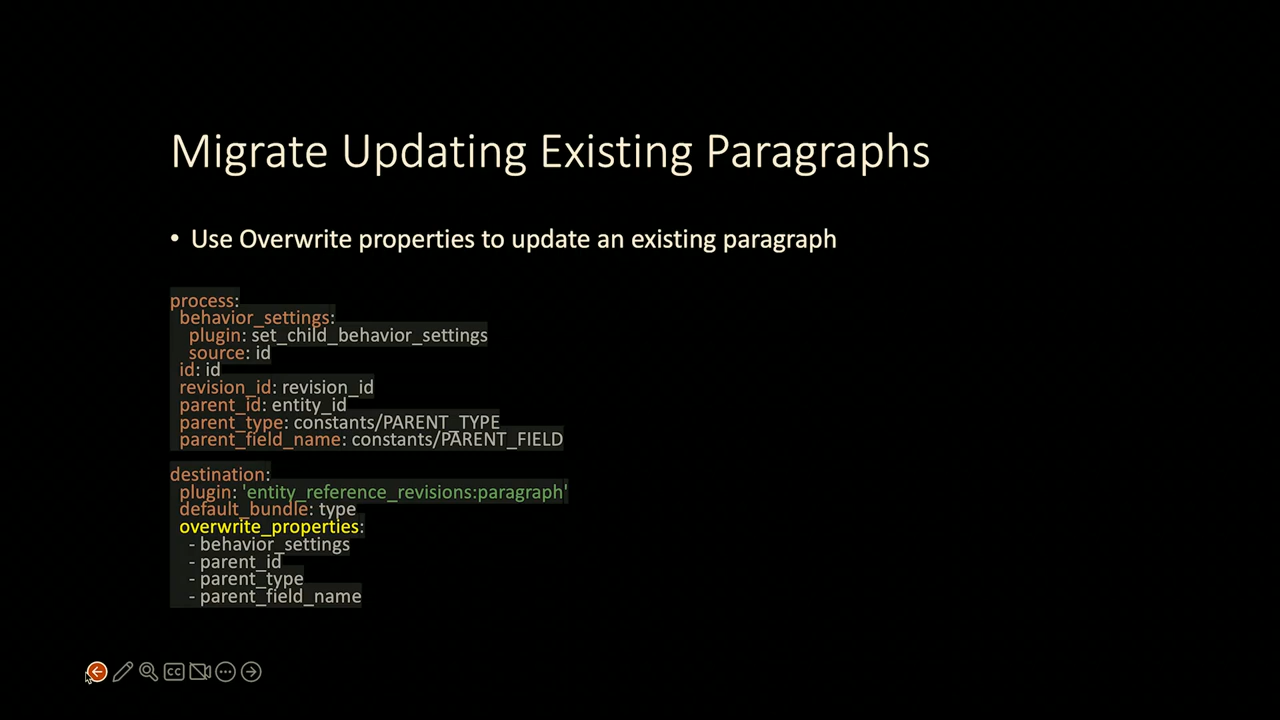 Migrate Updating Existing Paragraphs
• Use Overwrite properties to update an existing paragraph
process:
behavior_settings:
plugin: set_child_behavior_settings
source: id
id: id
revision_id: revision_id
parent_id: entity_id
parent_type: constants/PARENT_TYPE
parent_field_name: constants/PARENT_FIELD
destination:
plugin: 'entity_reference_revisions:paragraph'
default_bundle: type
overwrite_properties:
- behavior_settings
- parent_id
- parent_type
- parent_field_name
CC